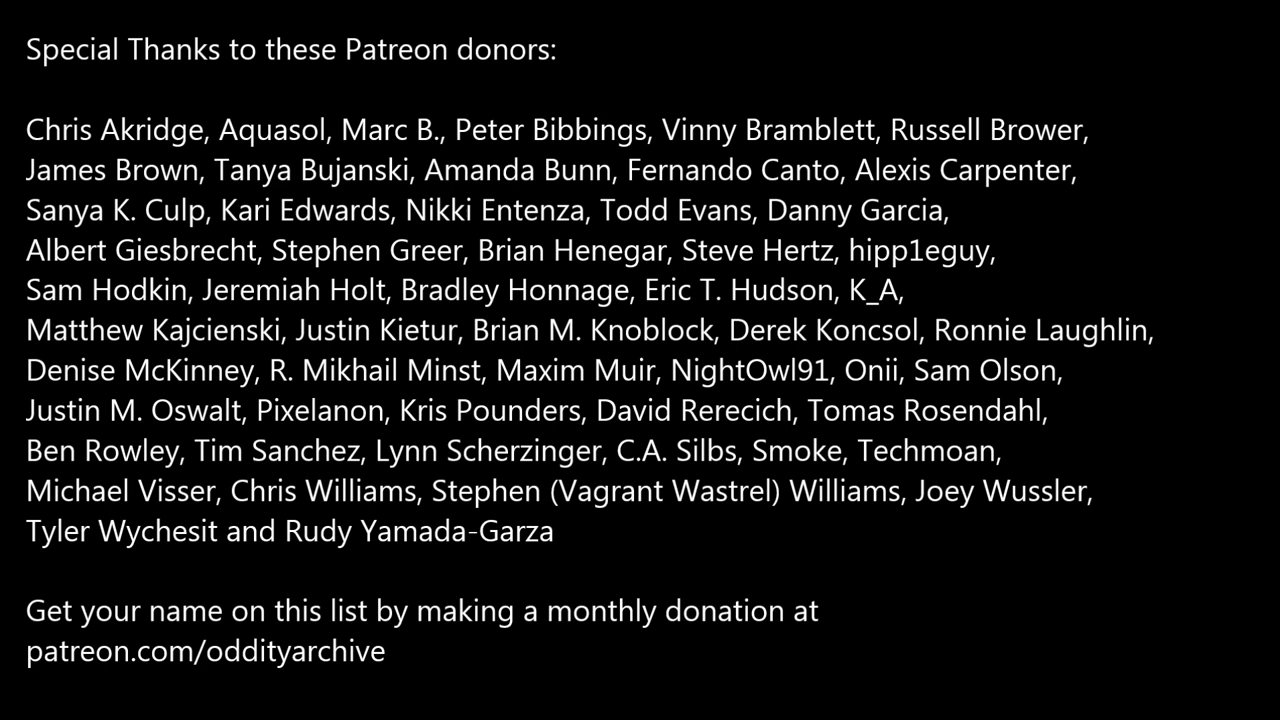 Special Thanks to these Patreon donors:
Chris Akridge, Aquasol, Marc B., Peter Bibbings, Vinny Bramblett, Russell Brower,
James Brown, Tanya Bujanski, Amanda Bunn, Fernando Canto, Alexis Carpenter,
Sanya K. Culp, Kari Edwards, Nikki Entenza, Todd Evans, Danny Garcia,
Albert Giesbrecht, Stephen Greer, Brian Henegar, Steve Hertz, hipp1eguy,
Sam Hodkin, Jeremiah Holt, Bradley Honnage, Eric T. Hudson, K_A,
Matthew Kajcienski, Justin Kietur, Brian M. Knoblock, Derek Koncsol, Ronnie Laughlin,
Denise McKinney, R. Mikhail Minst, Maxim Muir, NightOwl91, Onii, Sam Olson,
Justin M. Oswalt, Pixelanon, Kris Pounders, David Rerecich, Tomas Rosendahl,
Ben Rowley, Tim Sanchez, Lynn Scherzinger, C.A. Silbs, Smoke, Techmoan,
Michael Visser, Chris Williams, Stephen (Vagrant Wastrel) Williams, Joey Wussler,
Tyler Wychesit and Rudy Yamada-Garza
Get your name on this list by making a monthly donation at
patreon.com/oddityarchive